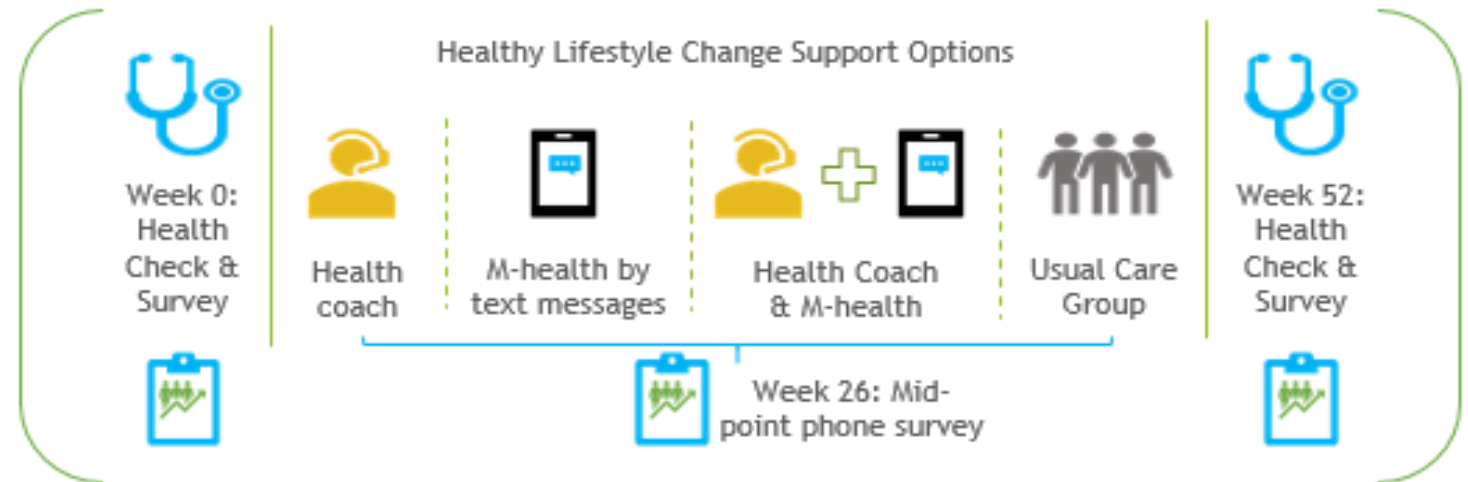 Healthy Lifestyle Change Support Options
Week 0:
Health
Check &
Survey
Health
coach
M-health by
text messages
Health Coach
& M-health
Usual Care
Group
Week 52:
Health
Check &
Survey
Week 26: Mid-
point phone survey